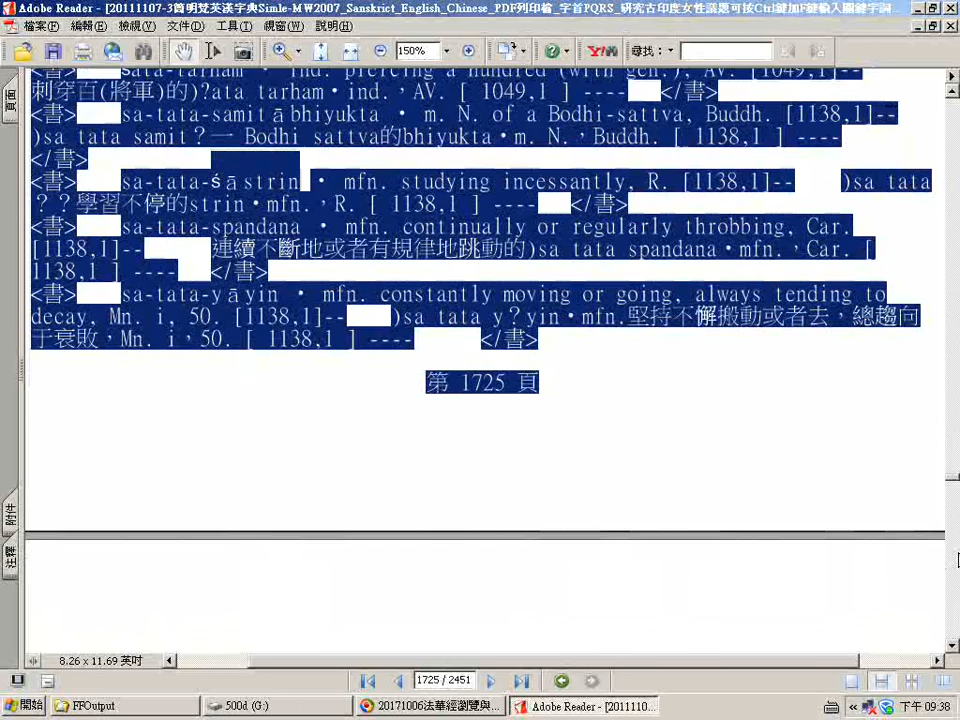 Adobe Reader - [20111107-3簡明梵英漢字典Simle-MW2007_Sanskrict_English_Chinese_PDF列印檔_字首PQRS_研究古印度女性議題可按Ctrl鍵加F鍵輸入關鍵字詞...
檔案(F) 編輯(E) 檢視(V) 文件(D) 工具(T) 視窗(W) 說明(H)
150% Y! 尋找：
頁面
<書> sata-tarham ‧ ind. piercing a hundred (with gen.), AV. [1049,1]--
刺穿百(將軍)的)?ata tarham‧ind.，AV. [ 1049,1 ] ---- </書>
<書> sa-tata-samitābhiyukta ‧ m. N. of a Bodhi-sattva, Buddh. [1138,1]--
)sa tata samit？一 Bodhi sattva的bhiyukta‧m. N.，Buddh. [ 1138,1 ] ----
</書>
<書> sa-tata-śāstrin ‧ mfn. studying incessantly, R. [1138,1]-- )sa tata
？？學習不停的strin‧mfn.，R. [ 1138,1 ] ---- </書>
<書> sa-tata-spandana ‧ mfn. continually or regularly throbbing, Car.
[1138,1]-- 連續不斷地或者有規律地跳動的)sa tata spandana‧mfn.，Car. [
1138,1 ] ---- </書>
<書> sa-tata-yāyin ‧ mfn. constantly moving or going, always tending to
decay, Mn. i, 50. [1138,1]-- )sa tata y？yin‧mfn.堅持不懈搬動或者去，總趨向
于衰敗，Mn. i，50. [ 1138,1 ] ---- </書>
第 1725 頁
附件
注釋
8.26 x 11.69 英吋
1725 / 2451
開始 FFOutput 500d (G:) 20171006法華經瀏覽與... Adobe Reader - [2011110... 下午 09:38